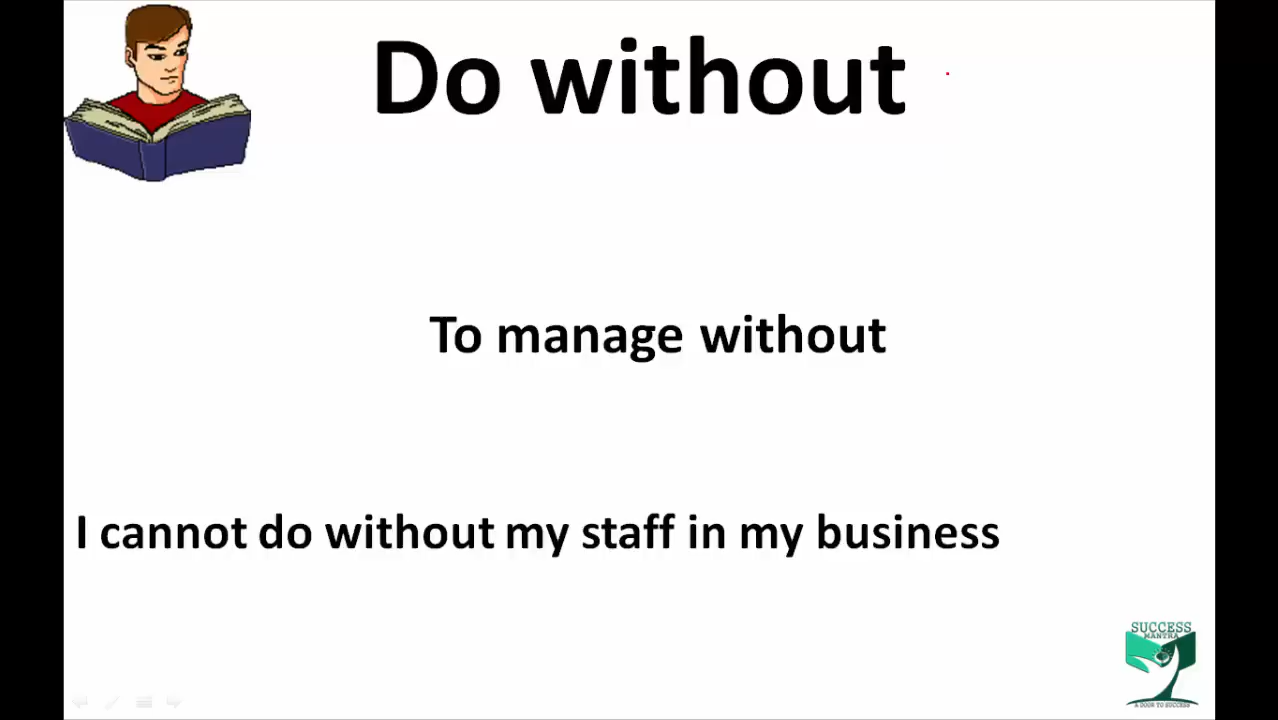 Do without
To manage without
I cannot do without my staff in my business
SUCCESS
MANTRA
A DOOR TO SUCCESS